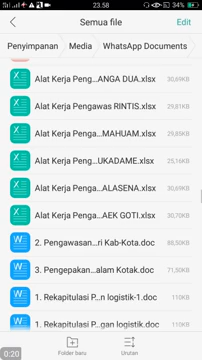 23.58
34%
Semua file
Edit
Penyimpanan
Media
WhatsApp Documents
Alat Kerja Peng...ANGA DUA.xlsx 30,69KB
Alat Kerja Pengawas RINTIS.xlsx 29,81KB
Alat Kerja Peng...MAHUAM.xlsx 29,85KB
Alat Kerja Peng...UKADAME.xlsx 25,16KB
Alat Kerja Peng...ALASENA.xlsx 30,69KB
Alat Kerja Peng...AEK GOTI.xlsx 30,70KB
2. Pengawasan...ri Kab-Kota.doc 88,50KB
3. Pengepakan...alam Kotak.doc 71,50KB
1. Rekapitulasi P...n logistik-1.doc 110KB
1. Rekapitulasi P...gan logistik.doc 110KB
0:20
Folder baru
Urutan